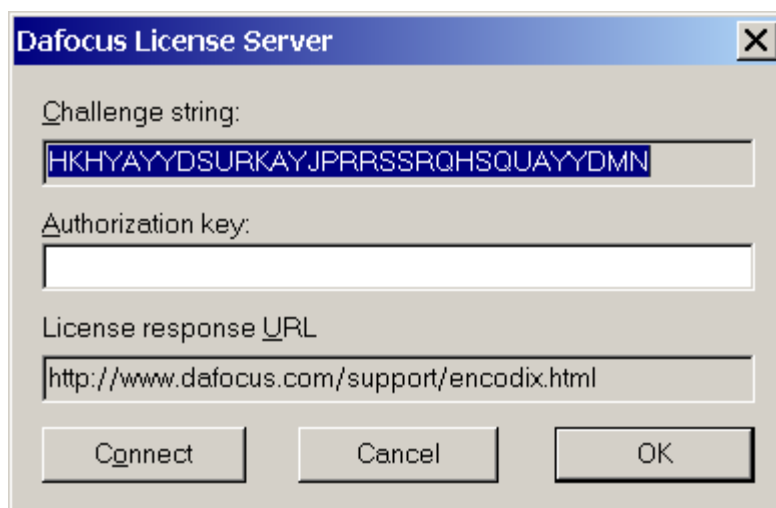 Dafocus License Server
Challenge string:
HKHYAYYDSURKAYJPRRSSRQHSQUAYYDMN
Authorization key:
License response URL
http://www.dafocus.com/support/encodix.html
Connect Cancel OK